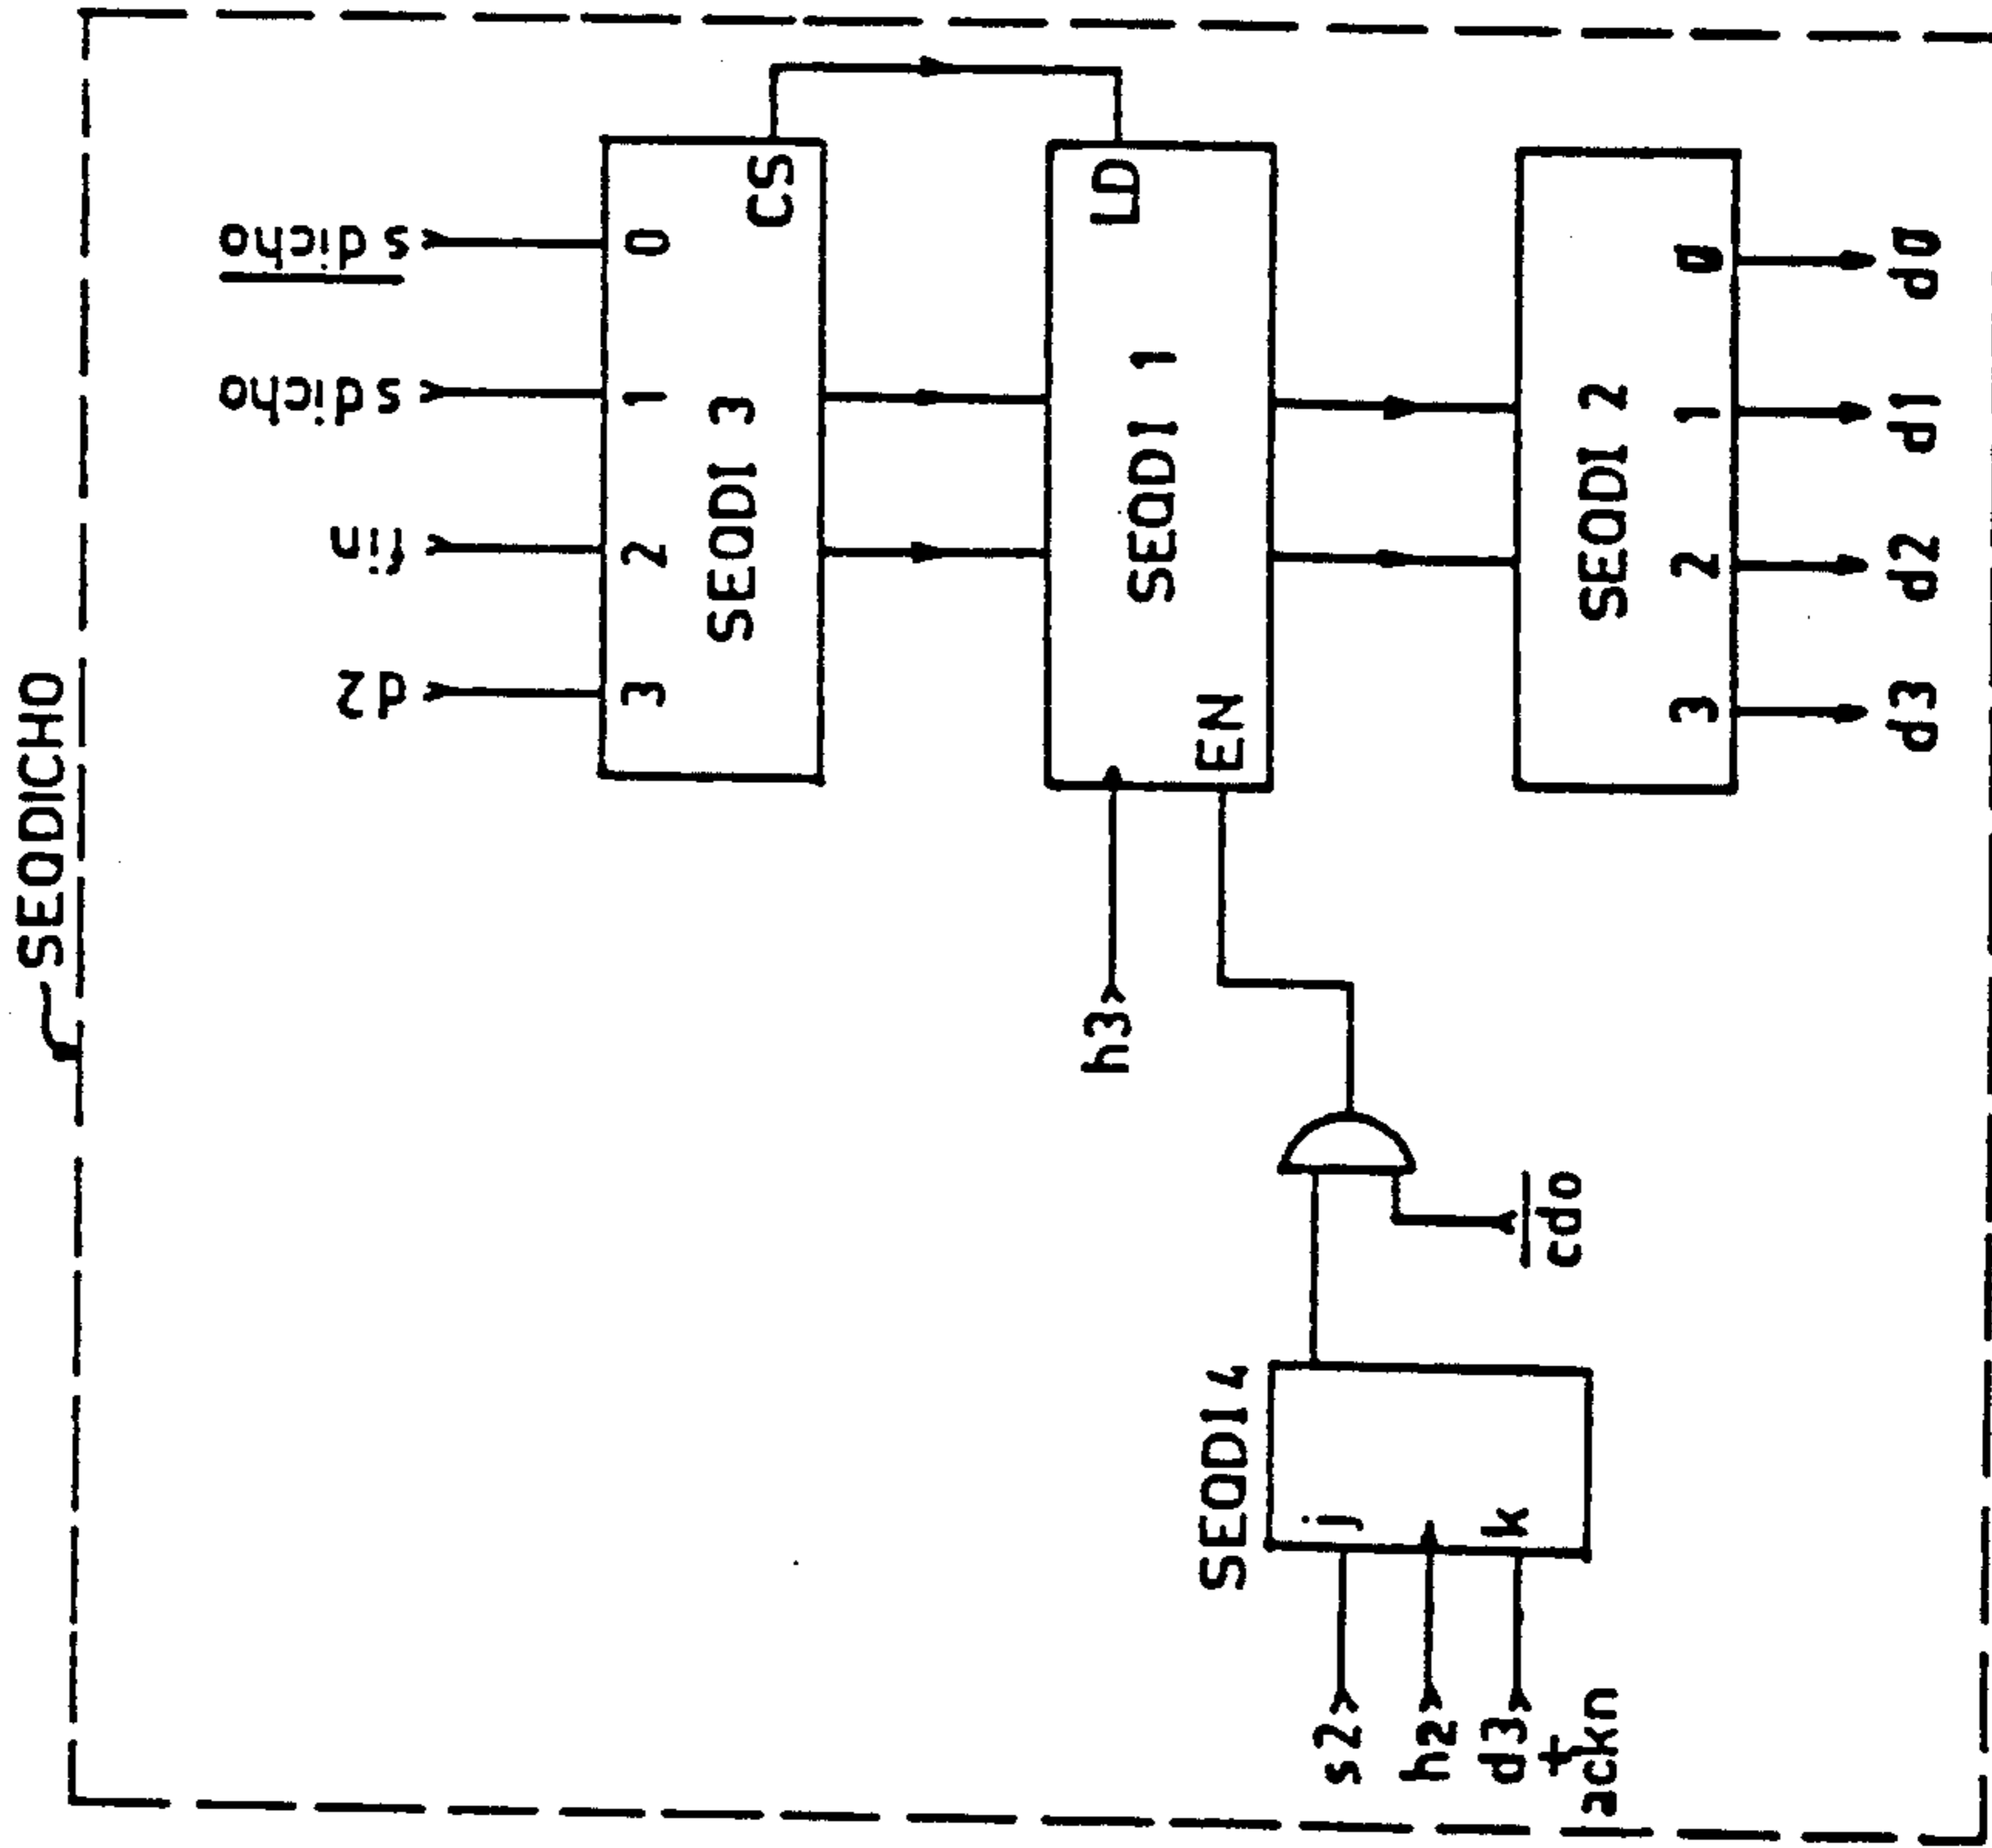 SEQDICHO
s dicho
s dicho
fin
d2
0
1
2
3
CS
SEQDI 3
LD
SEQDI 1
EN
h3
SEQDI 2
Ø
1
2
3
dØ
d1
d2
d3
cdo
SEQDI 4
j
k
s2
h2
d3
+
ackn